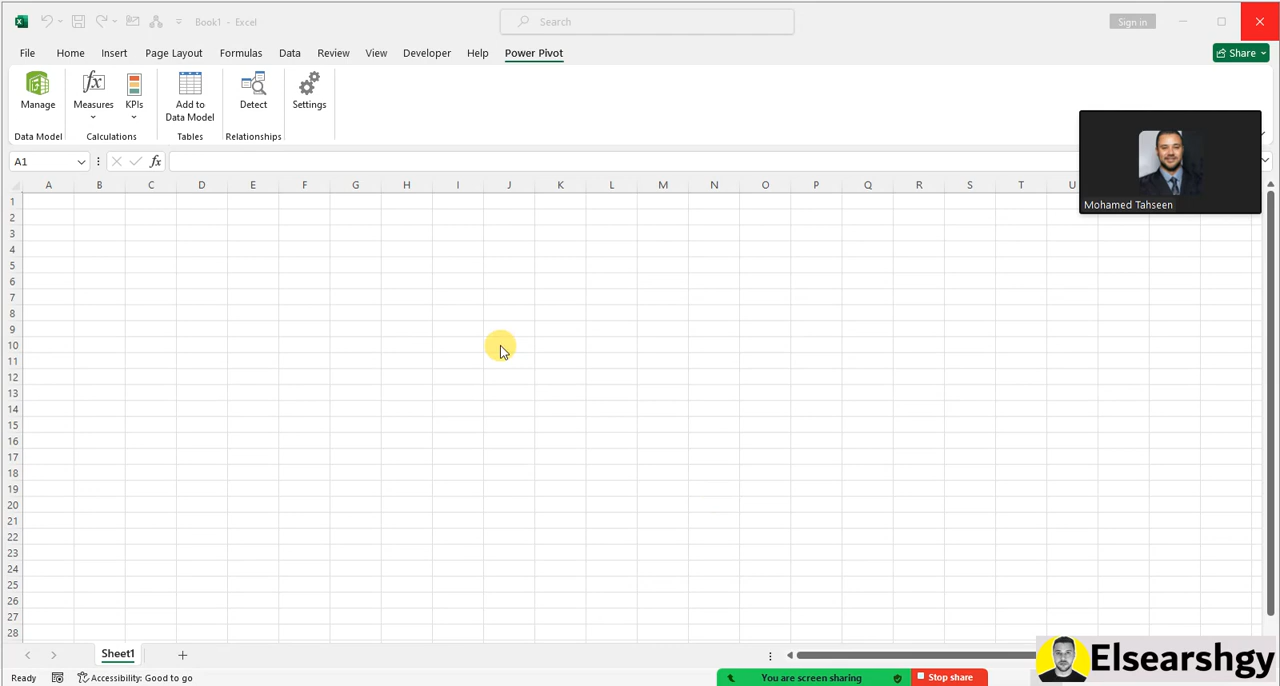 Book1 - Excel
Search
Sign in
File Home Insert Page Layout Formulas Data Review View Developer Help Power Pivot
Share
Manage
Measures
KPIs
Add to
Data Model
Detect
Settings
Data Model
Calculations
Tables
Relationships
Mohamed Tahseen
A1
fx
A B C D E F G H I J K L M N O P Q R S T U
1
2
3
4
5
6
7
8
9
10
11
12
13
14
15
16
17
18
19
20
21
22
23
24
25
26
27
28
Sheet1
Elsearshgy
Ready
Accessibility: Good to go
You are screen sharing
Stop share